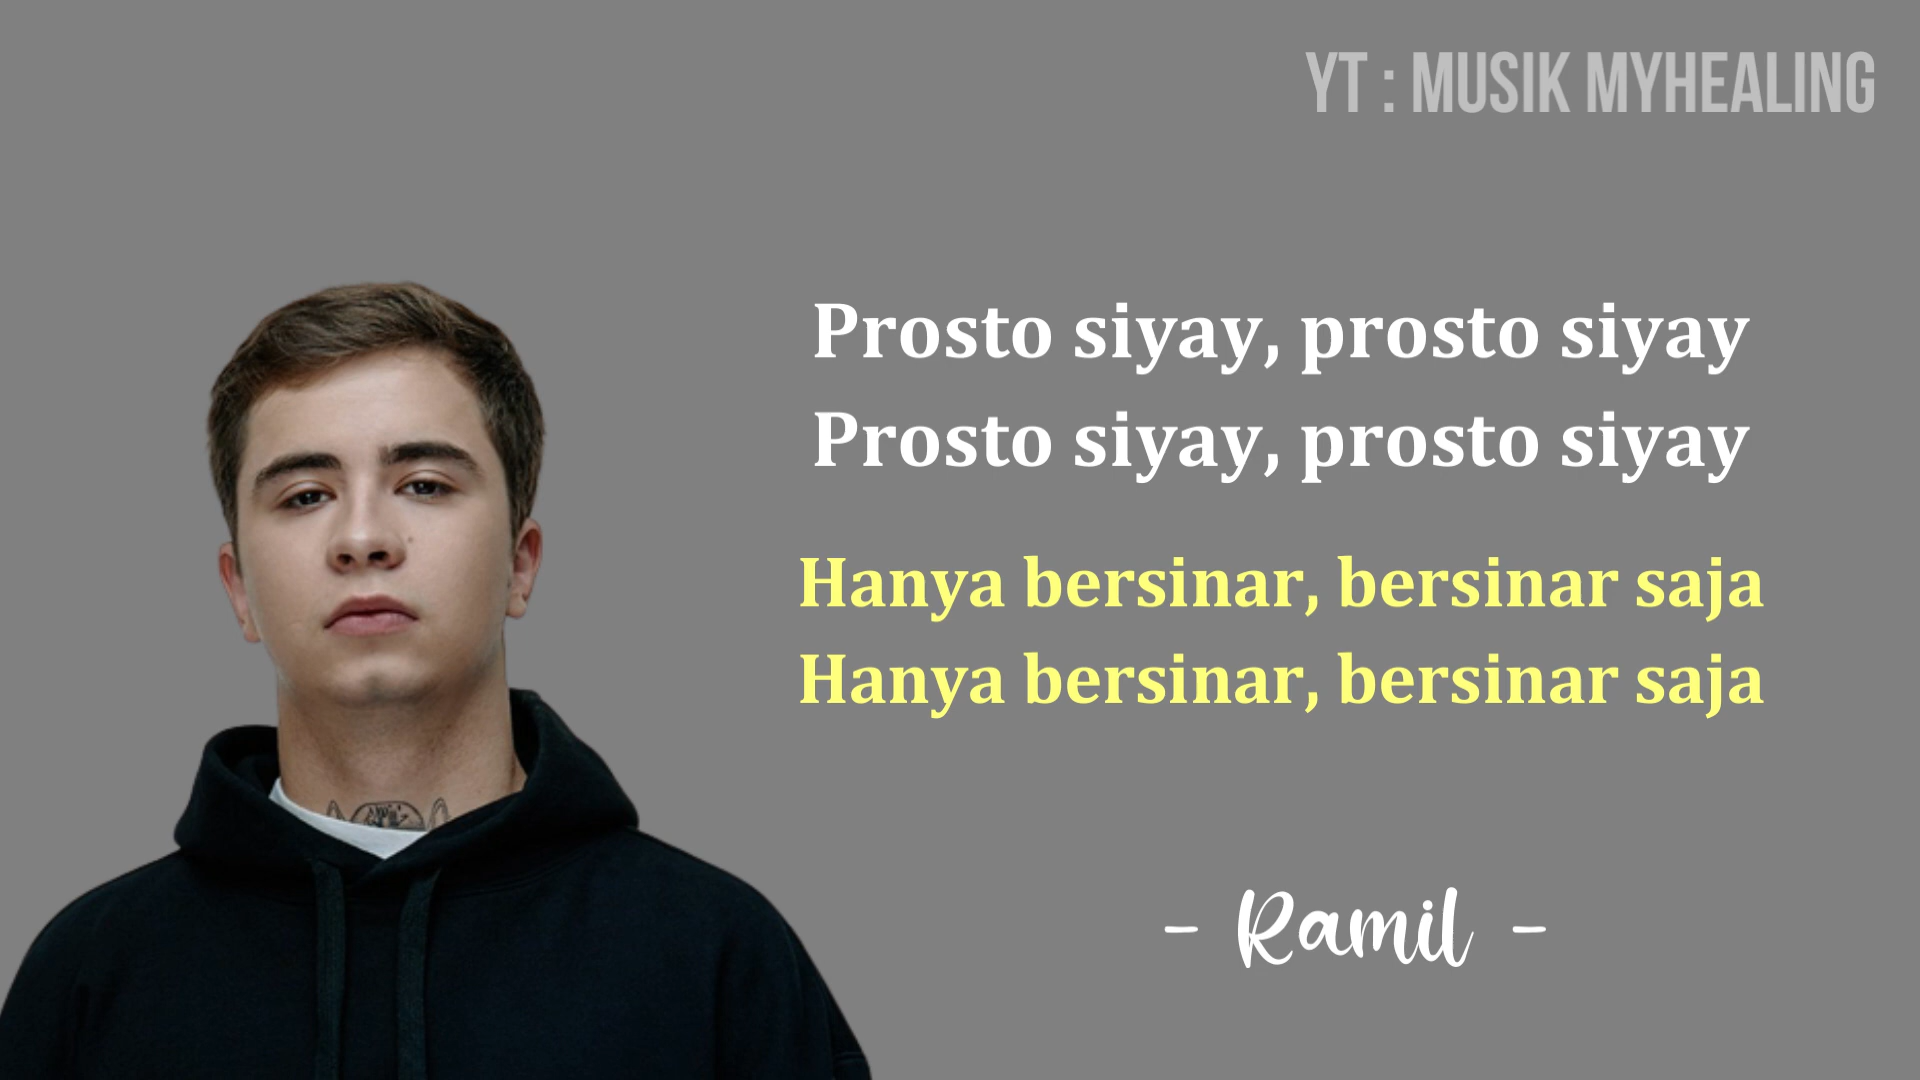 YT : MUSIK MYHEALING
Prosto siyay, prosto siyay
Prosto siyay, prosto siyay
Hanya bersinar, bersinar saja
Hanya bersinar, bersinar saja
- Ramil -